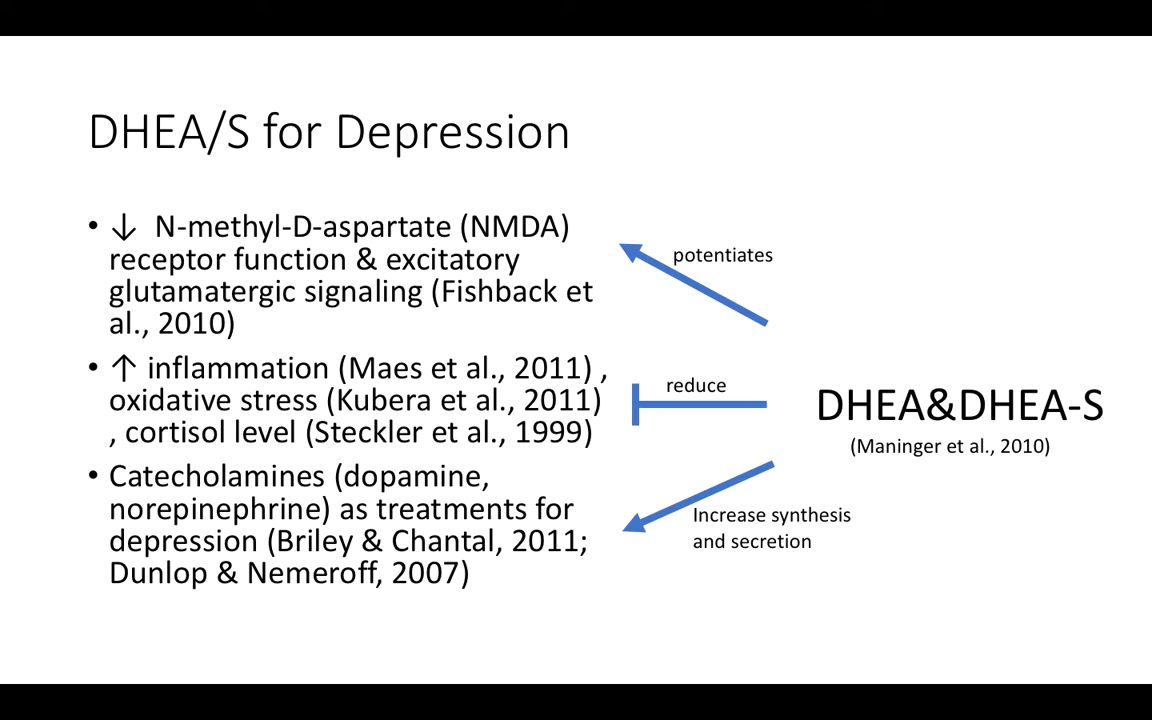 DHEA/S for Depression
• ↓ N-methyl-D-aspartate (NMDA)
receptor function & excitatory
glutamatergic signaling (Fishback et
al., 2010)
• ↑ inflammation (Maes et al., 2011) ,
oxidative stress (Kubera et al., 2011)
, cortisol level (Steckler et al., 1999)
• Catecholamines (dopamine,
norepinephrine) as treatments for
depression (Briley & Chantal, 2011;
Dunlop & Nemeroff, 2007)
potentiates
reduce
Increase synthesis
and secretion
DHEA&DHEA-S
(Maninger et al., 2010)